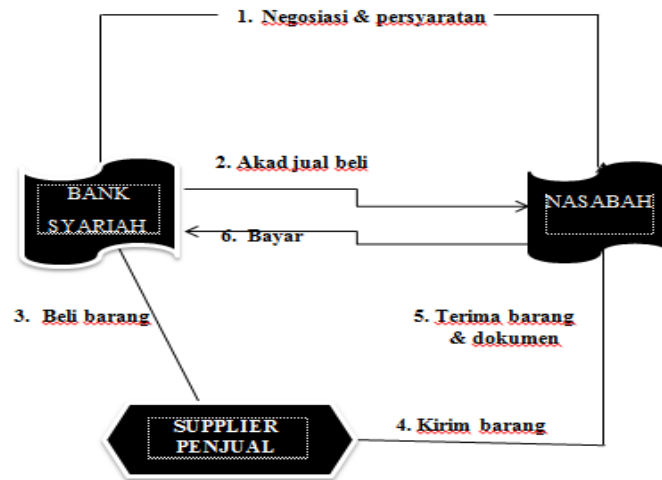 1. Negosiasi & persyaratan
2. Akad jual beli
BANK
SYARIAH
NASABAH
6. Bayar
3. Beli barang
5. Terima barang
& dokumen
SUPPLIER
PENJUAL
4. Kirim barang